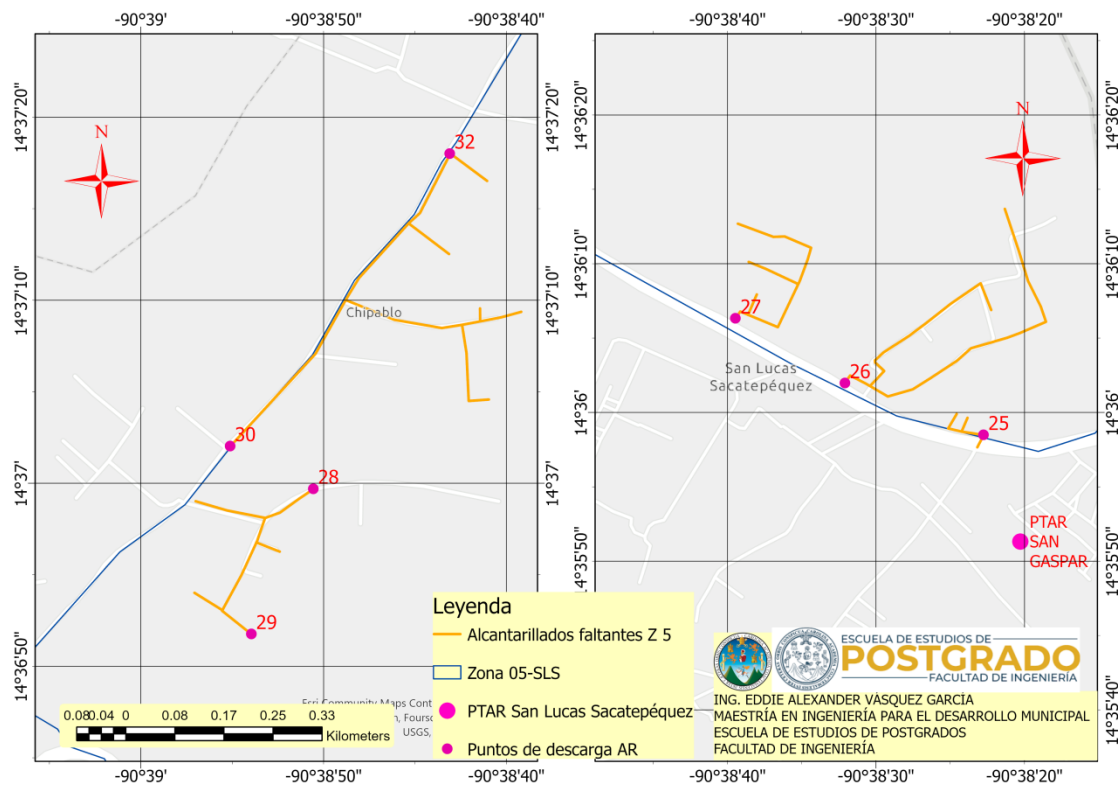 -90°39'
-90°38'50"
-90°38'40"
-90°38'40"
-90°38'30"
-90°38'20"
14°37'20"
14°37'10"
14°37'
14°36'50"
14°37'20"
14°37'10"
14°37'
14°36'50"
14°36'20"
14°36'10"
14°36'
14°35'50"
14°36'20"
14°36'10"
14°36'
14°35'50"
14°35'40"
N
32
Chipablo
30
28
29
N
27
San Lucas
Sacatepéquez
26
25
PTAR
SAN
GASPAR
Esri Community Maps Cont
USGS,
0.080.04 0 0.08 0.17 0.25 0.33
Kilometers
Leyenda
Alcantarillados faltantes Z 5
Zona 05-SLS
PTAR San Lucas Sacatepéquez
Puntos de descarga AR
ESCUELA DE ESTUDIOS DE
POSTGRADO
FACULTAD DE INGENIERÍA
ING. EDDIE ALEXANDER VÁSQUEZ GARCÍA
MAESTRÍA EN INGENIERÍA PARA EL DESARROLLO MUNICIPAL
ESCUELA DE ESTUDIOS DE POSTGRADOS
FACULTAD DE INGENIERÍA
-90°39'
-90°38'50"
-90°38'40"
-90°38'40"
-90°38'30"
-90°38'20"